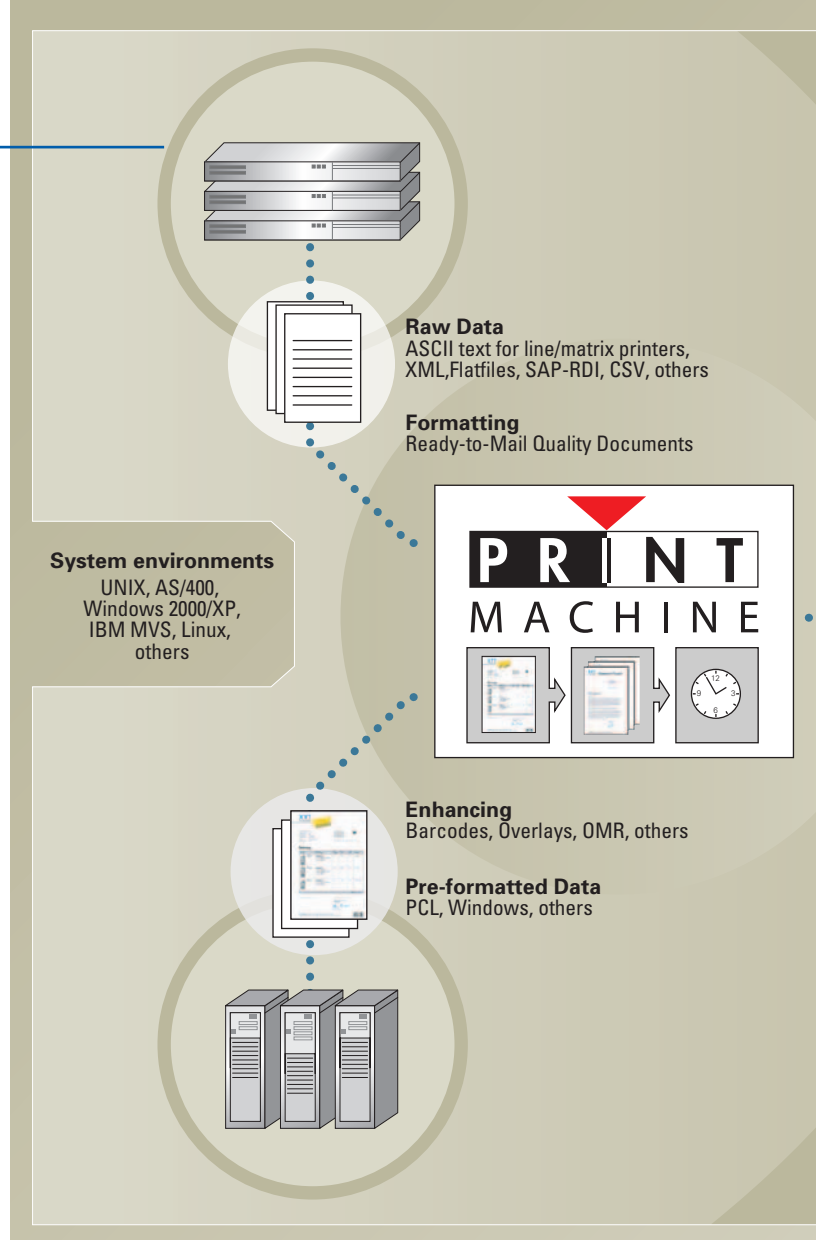 Raw Data
ASCII text for line/matrix printers,
XML,Flatfiles, SAP-RDI, CSV, others
Formatting
Ready-to-Mail Quality Documents
System environments
UNIX, AS/400,
Windows 2000/XP,
IBM MVS, Linux,
others
PRINT
MACHINE
12
9 3
6
Enhancing
Barcodes, Overlays, OMR, others
Pre-formatted Data
PCL, Windows, others